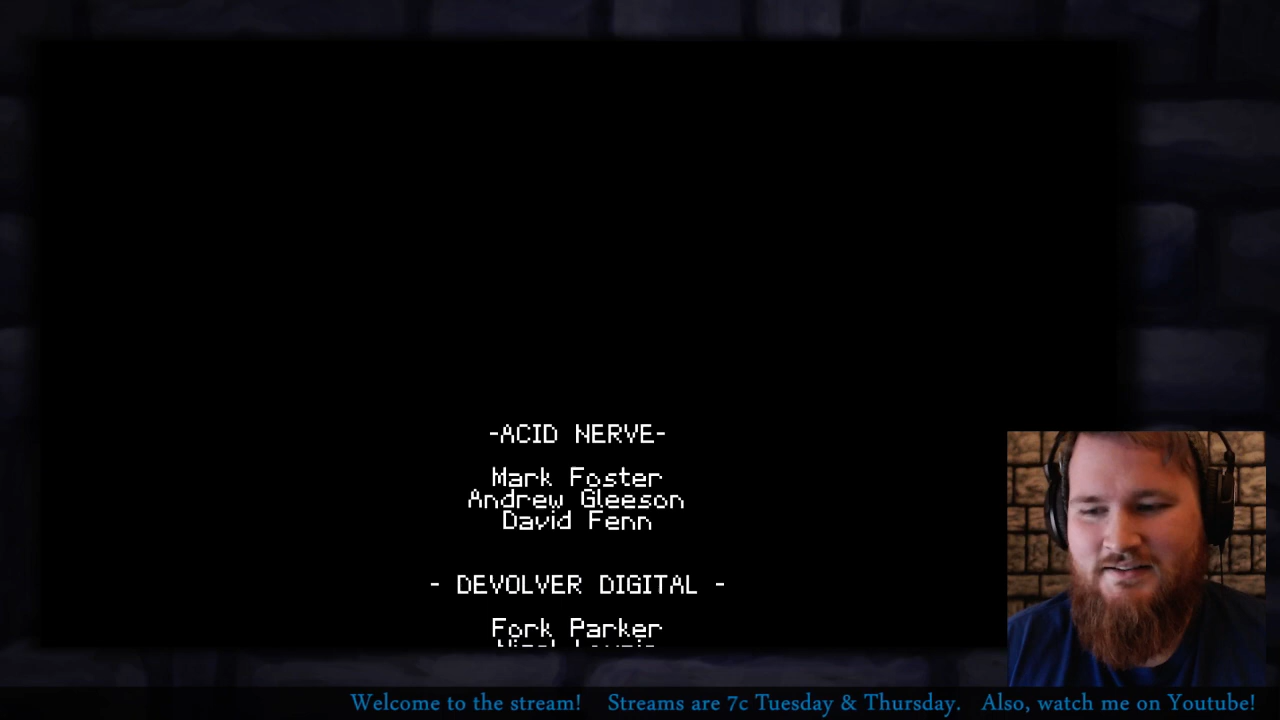 -ACID NERVE-
Mark Foster
Andrew Gleeson
David Fenn
- DEVOLVER DIGITAL -
Fork Parker
Welcome to the stream! Streams are 7c Tuesday & Thursday. Also, watch me on Youtube!